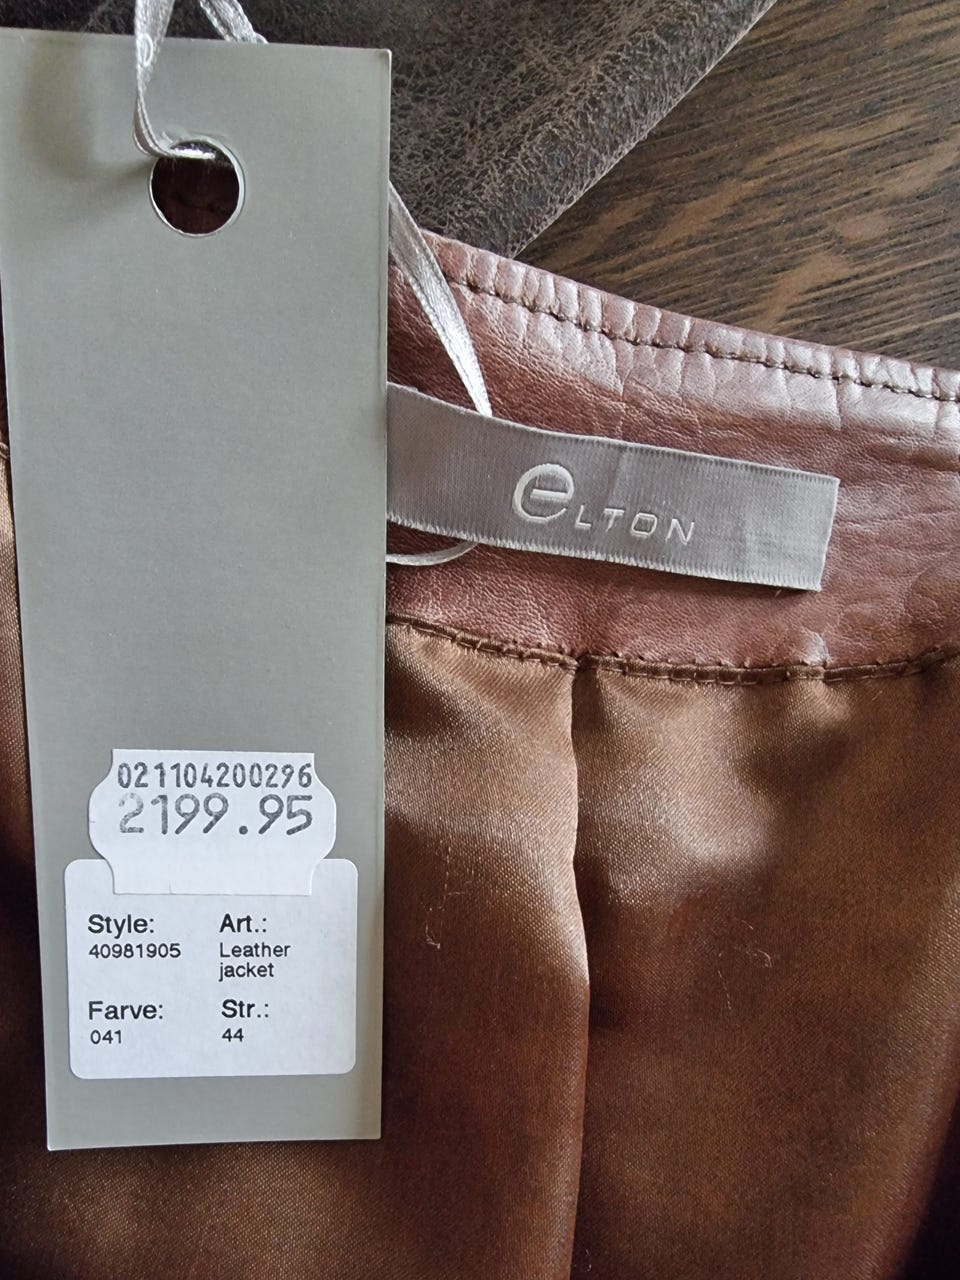 eLTON
021104200296
2199.95
Style: Art.:
40981905 Leather
jacket
Farve: Str.:
041 44